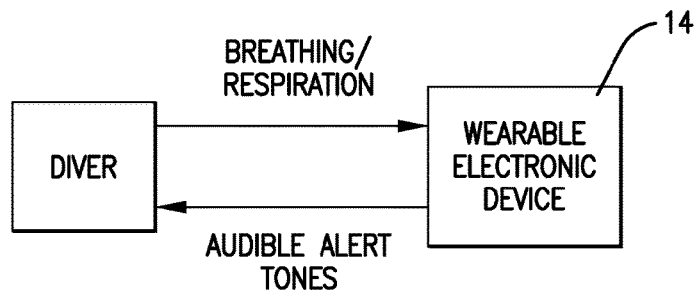 14
BREATHING/
RESPIRATION
DIVER
WEARABLE
ELECTRONIC
DEVICE
AUDIBLE ALERT
TONES